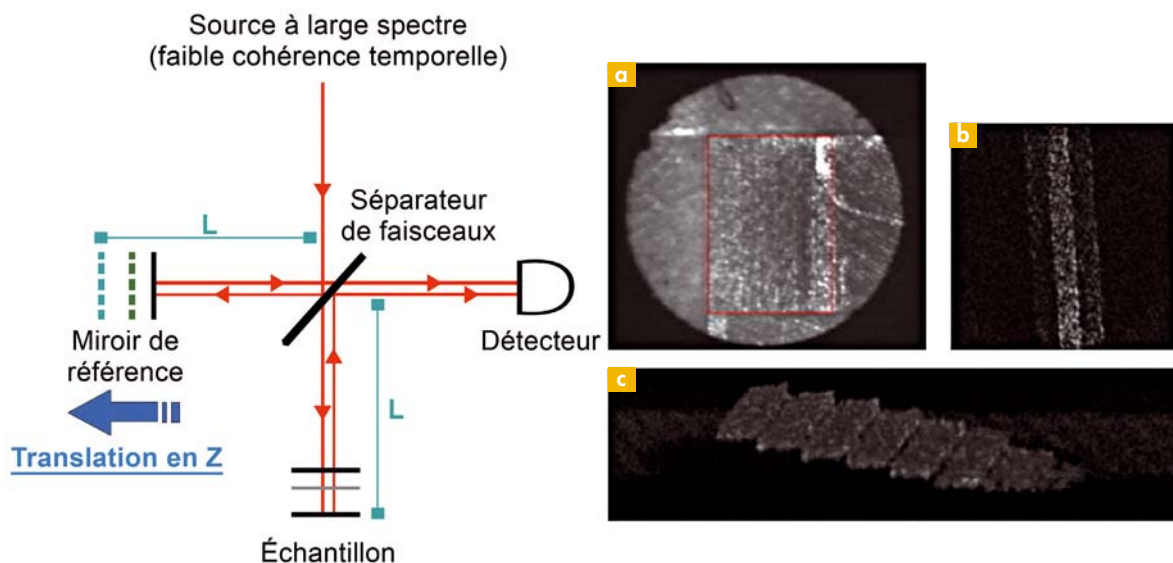 Source à large spectre
(faible cohérence temporelle)
Séparateur
de faisceaux
L
Miroir de
référence
Translation en Z
Détecteur
L
Échantillon
a
b
c